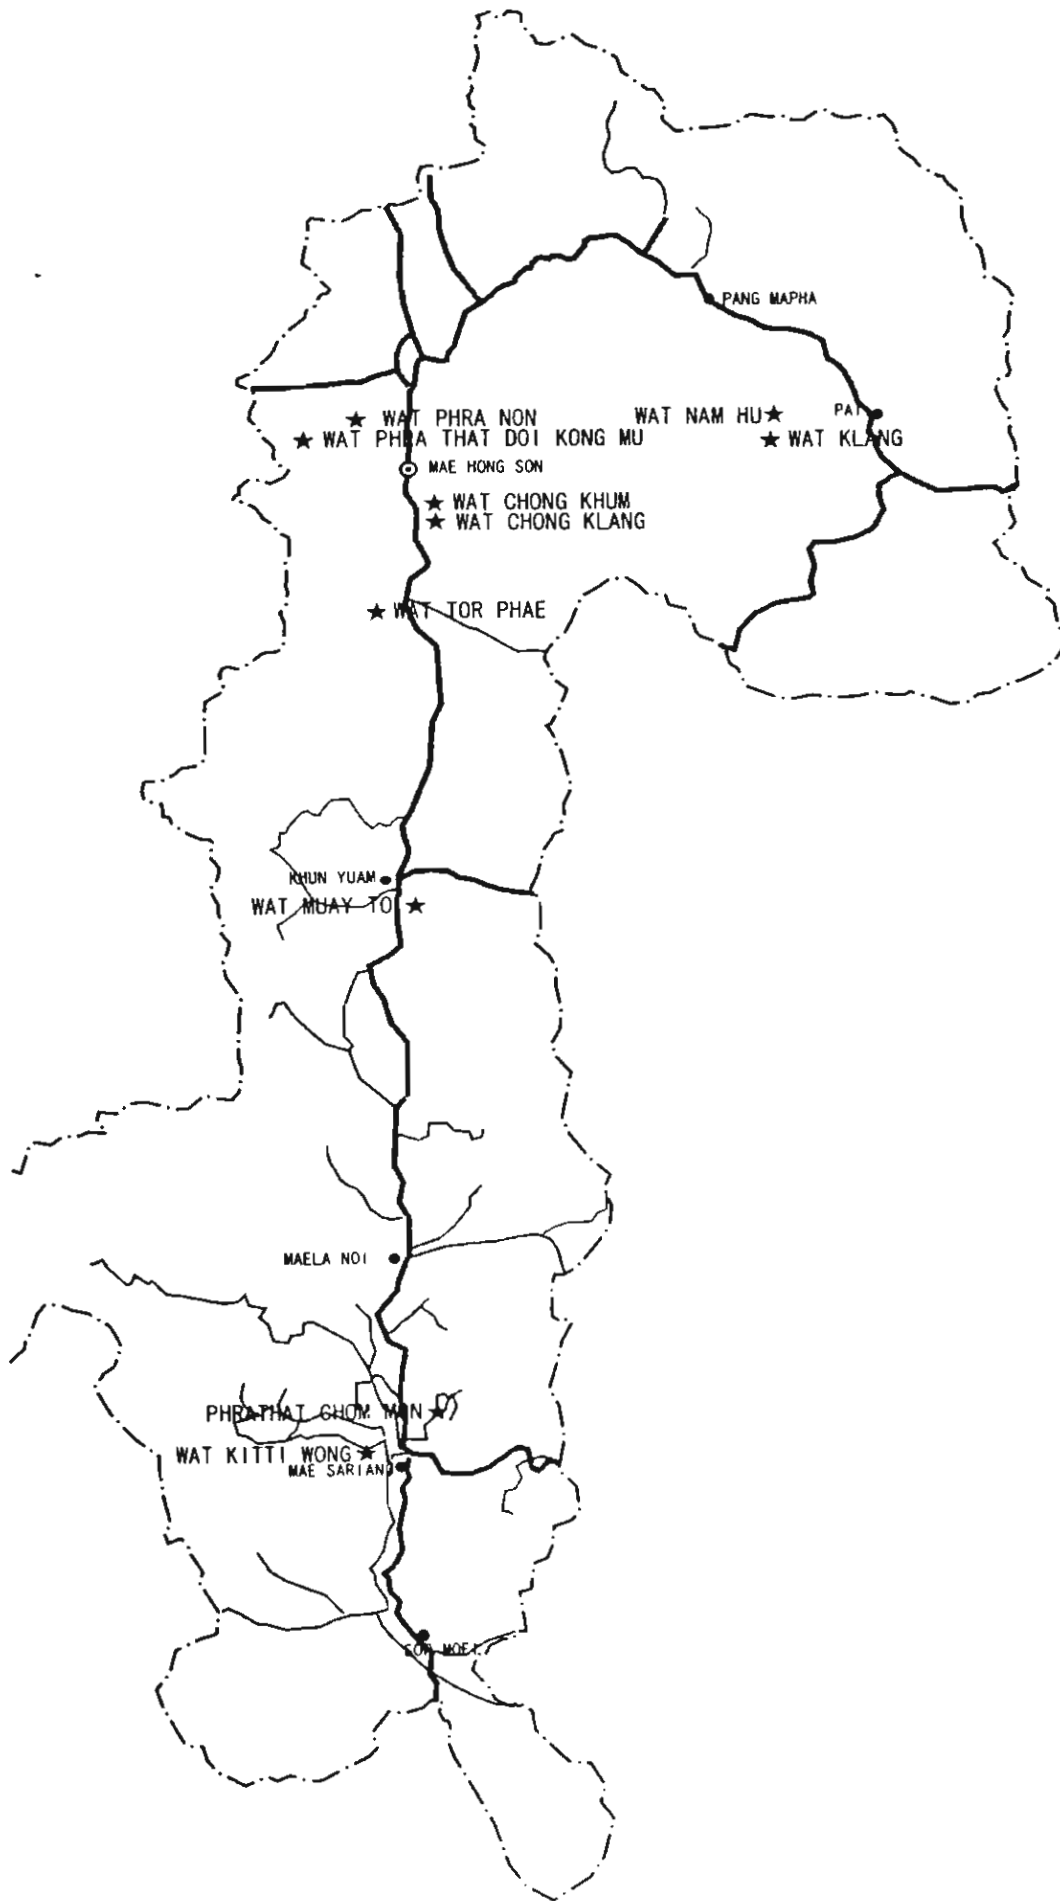 PANG MAPHA
WAT PHRA NON
WAT NAM HU
PAI
WAT PHRA THAT DOI KONG MU
WAT KLANG
MAE HONG SON
WAT CHONG KHUM
WAT CHONG KLANG
WAT TOR PHAE
KHUN YUAM
WAT MUAY TO
MAELA NOI
PHRATHAT CHOM MON
WAT KITTI WONG
MAE SARIANG
SOP MOEI